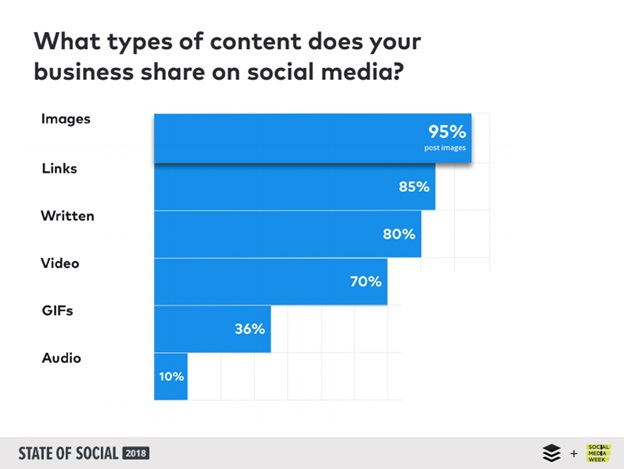 What types of content does your
business share on social media?
Images
95%
post images
Links
85%
Written
80%
Video
70%
GIFs
36%
Audio
10%
STATE OF SOCIAL 2018
+
SOCIAL
MEDIA
WEEK